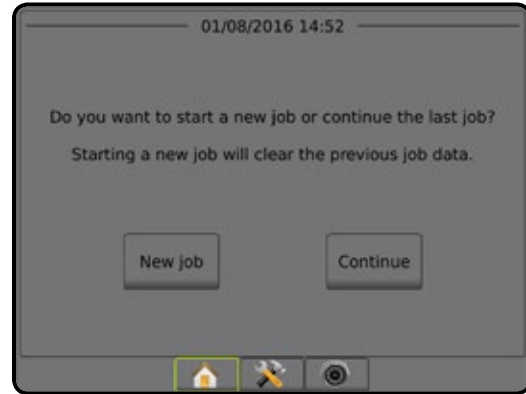 01/08/2016 14:52
Do you want to start a new job or continue the last job?
Starting a new job will clear the previous job data.
New job
Continue